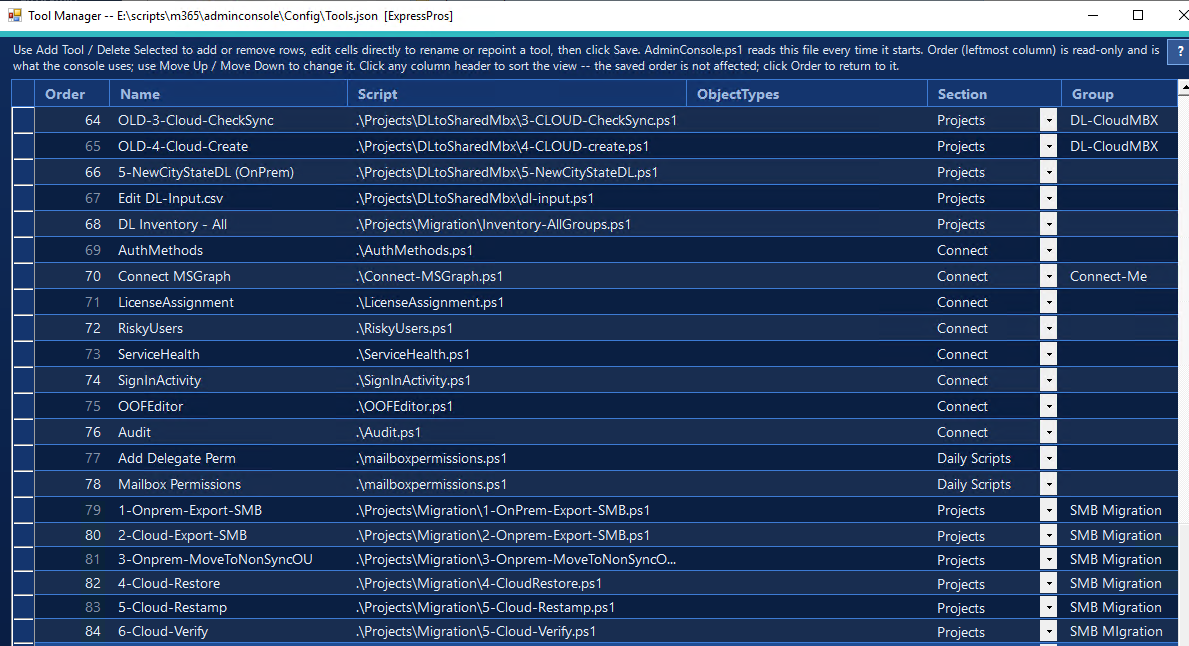 Tool Manager -- E:\scripts\m365\adminconsole\Config\Tools.json [ExpressPros]
Use Add Tool / Delete Selected to add or remove rows, edit cells directly to rename or repoint a tool, then click Save. AdminConsole.ps1 reads this file every time it starts. Order (leftmost column) is read-only and is
what the console uses; use Move Up / Move Down to change it. Click any column header to sort the view -- the saved order is not affected; click Order to return to it.
?
Order Name Script ObjectTypes Section Group
64 OLD-3-Cloud-CheckSync .\Projects\DLtoSharedMbx\3-CLOUD-CheckSync.ps1 Projects DL-CloudMBX
65 OLD-4-Cloud-Create .\Projects\DLtoSharedMbx\4-CLOUD-create.ps1 Projects DL-CloudMBX
66 5-NewCityStateDL (OnPrem) .\Projects\DLtoSharedMbx\5-NewCityStateDL.ps1 Projects
67 Edit DL-Input.csv .\Projects\DLtoSharedMbx\dl-input.ps1 Projects
68 DL Inventory - All .\Projects\Migration\Inventory-AllGroups.ps1 Projects
69 AuthMethods .\AuthMethods.ps1 Connect
70 Connect MSGraph .\Connect-MSGraph.ps1 Connect Connect-Me
71 LicenseAssignment .\LicenseAssignment.ps1 Connect
72 RiskyUsers .\RiskyUsers.ps1 Connect
73 ServiceHealth .\ServiceHealth.ps1 Connect
74 SignInActivity .\SignInActivity.ps1 Connect
75 OOFEditor .\OOFEditor.ps1 Connect
76 Audit .\Audit.ps1 Connect
77 Add Delegate Perm .\mailboxpermissions.ps1 Daily Scripts
78 Mailbox Permissions .\mailboxpermissions.ps1 Daily Scripts
79 1-Onprem-Export-SMB .\Projects\Migration\1-OnPrem-Export-SMB.ps1 Projects SMB Migration
80 2-Cloud-Export-SMB .\Projects\Migration\2-Onprem-Export-SMB.ps1 Projects SMB Migration
81 3-Onprem-MoveToNonSyncOU .\Projects\Migration\3-Onprem-MoveToNonSyncO... Projects SMB Migration
82 4-Cloud-Restore .\Projects\Migration\4-CloudRestore.ps1 Projects SMB Migration
83 5-Cloud-Restamp .\Projects\Migration\5-Cloud-Restamp.ps1 Projects SMB Migration
84 6-Cloud-Verify .\Projects\Migration\5-Cloud-Verify.ps1 Projects SMB MIgration